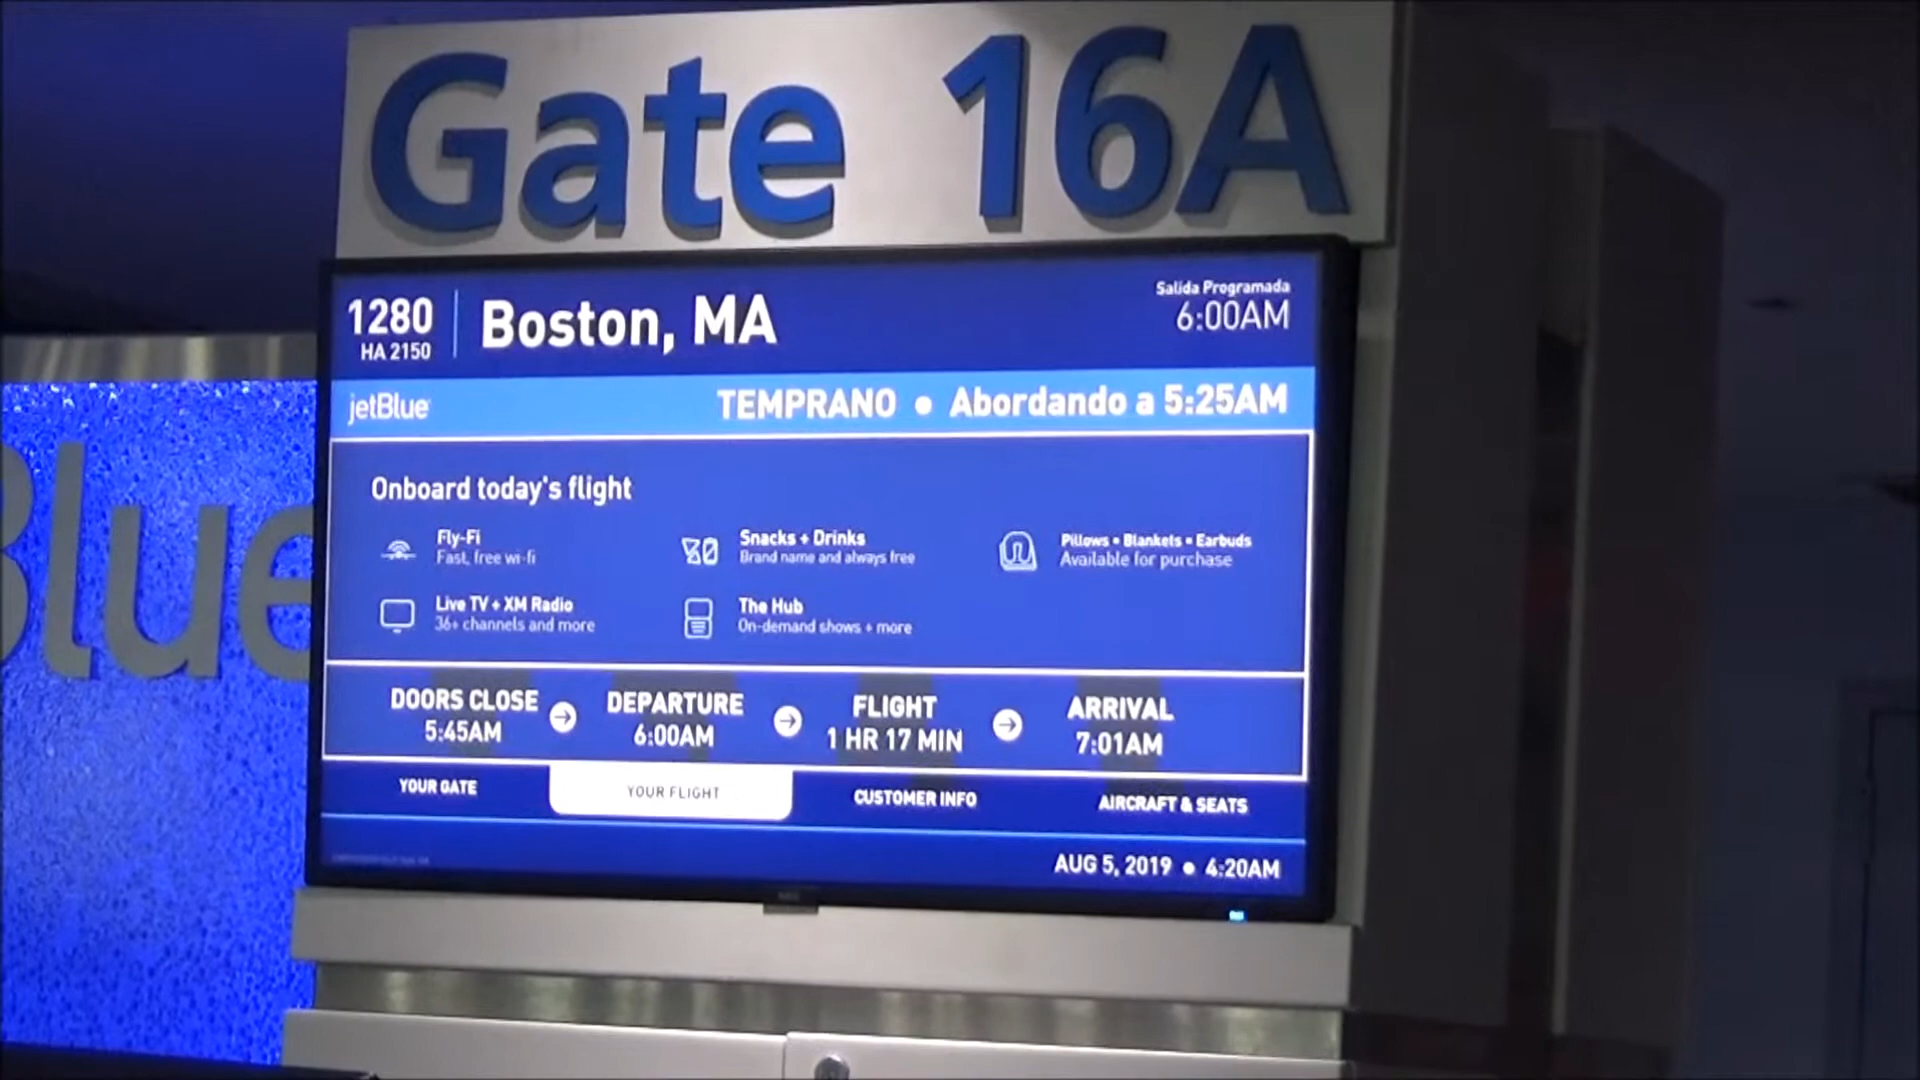 Gate 16A
1280
HA 2150
Boston, MA
Salida Programada
6:00AM
jetBlue
TEMPRANO • Abordando a 5:25AM
Blue
Onboard today's flight
Fly-Fi
Fast, free wi-fi
Snacks + Drinks
Brand name and always free
Pillows • Blankets • Earbuds
Available for purchase
Live TV + XM Radio
36+ channels and more
The Hub
On-demand shows + more
DOORS CLOSE
5:45AM
DEPARTURE
6:00AM
FLIGHT
1 HR 17 MIN
ARRIVAL
7:01AM
YOUR GATE
YOUR FLIGHT
CUSTOMER INFO
AIRCRAFT & SEATS
AUG 5, 2019 • 4:20AM